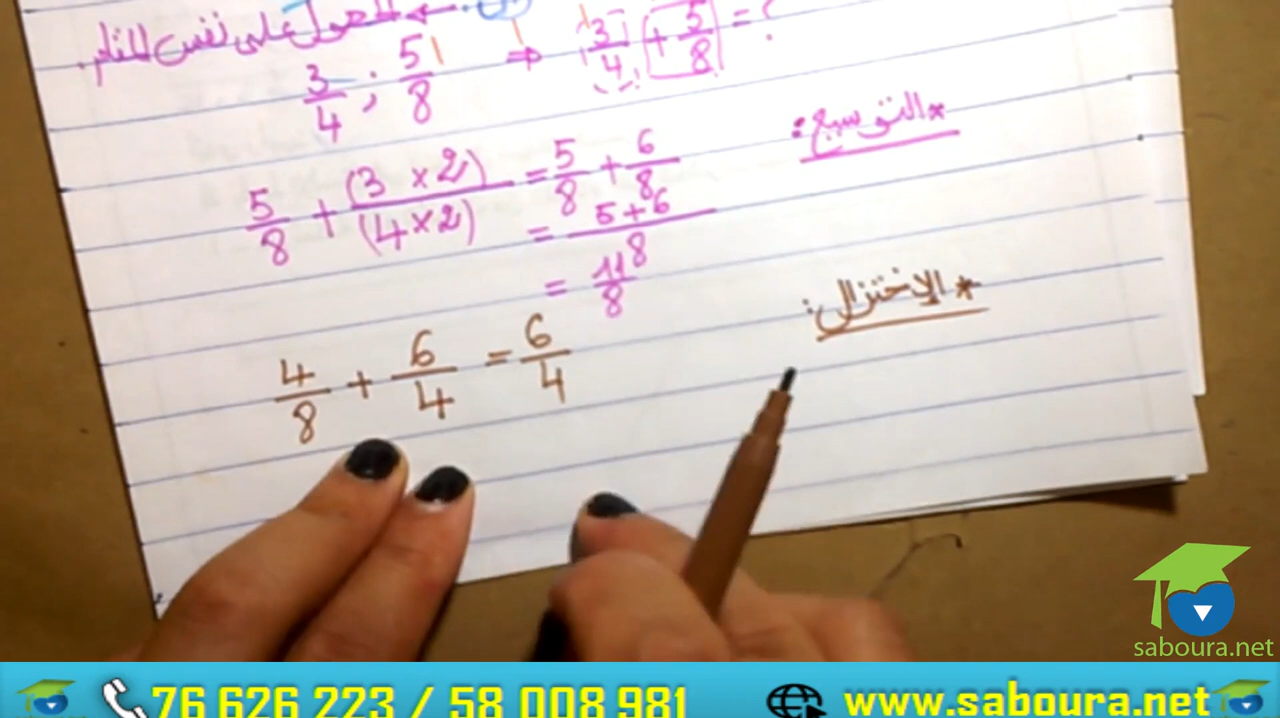 للحصول على نفس المقام.
3/4 ; 5/8 ⇒ 3/4 + 5/8 = ?
* التوسيع:
5/8 + (3 × 2)/(4 × 2) = 5/8 + 6/8
= 5+6/8
= 11/8
* الاختزال:
4/8 + 6/4 = 6/4
saboura.net
76 626 223 / 58 008 981
www.saboura.net